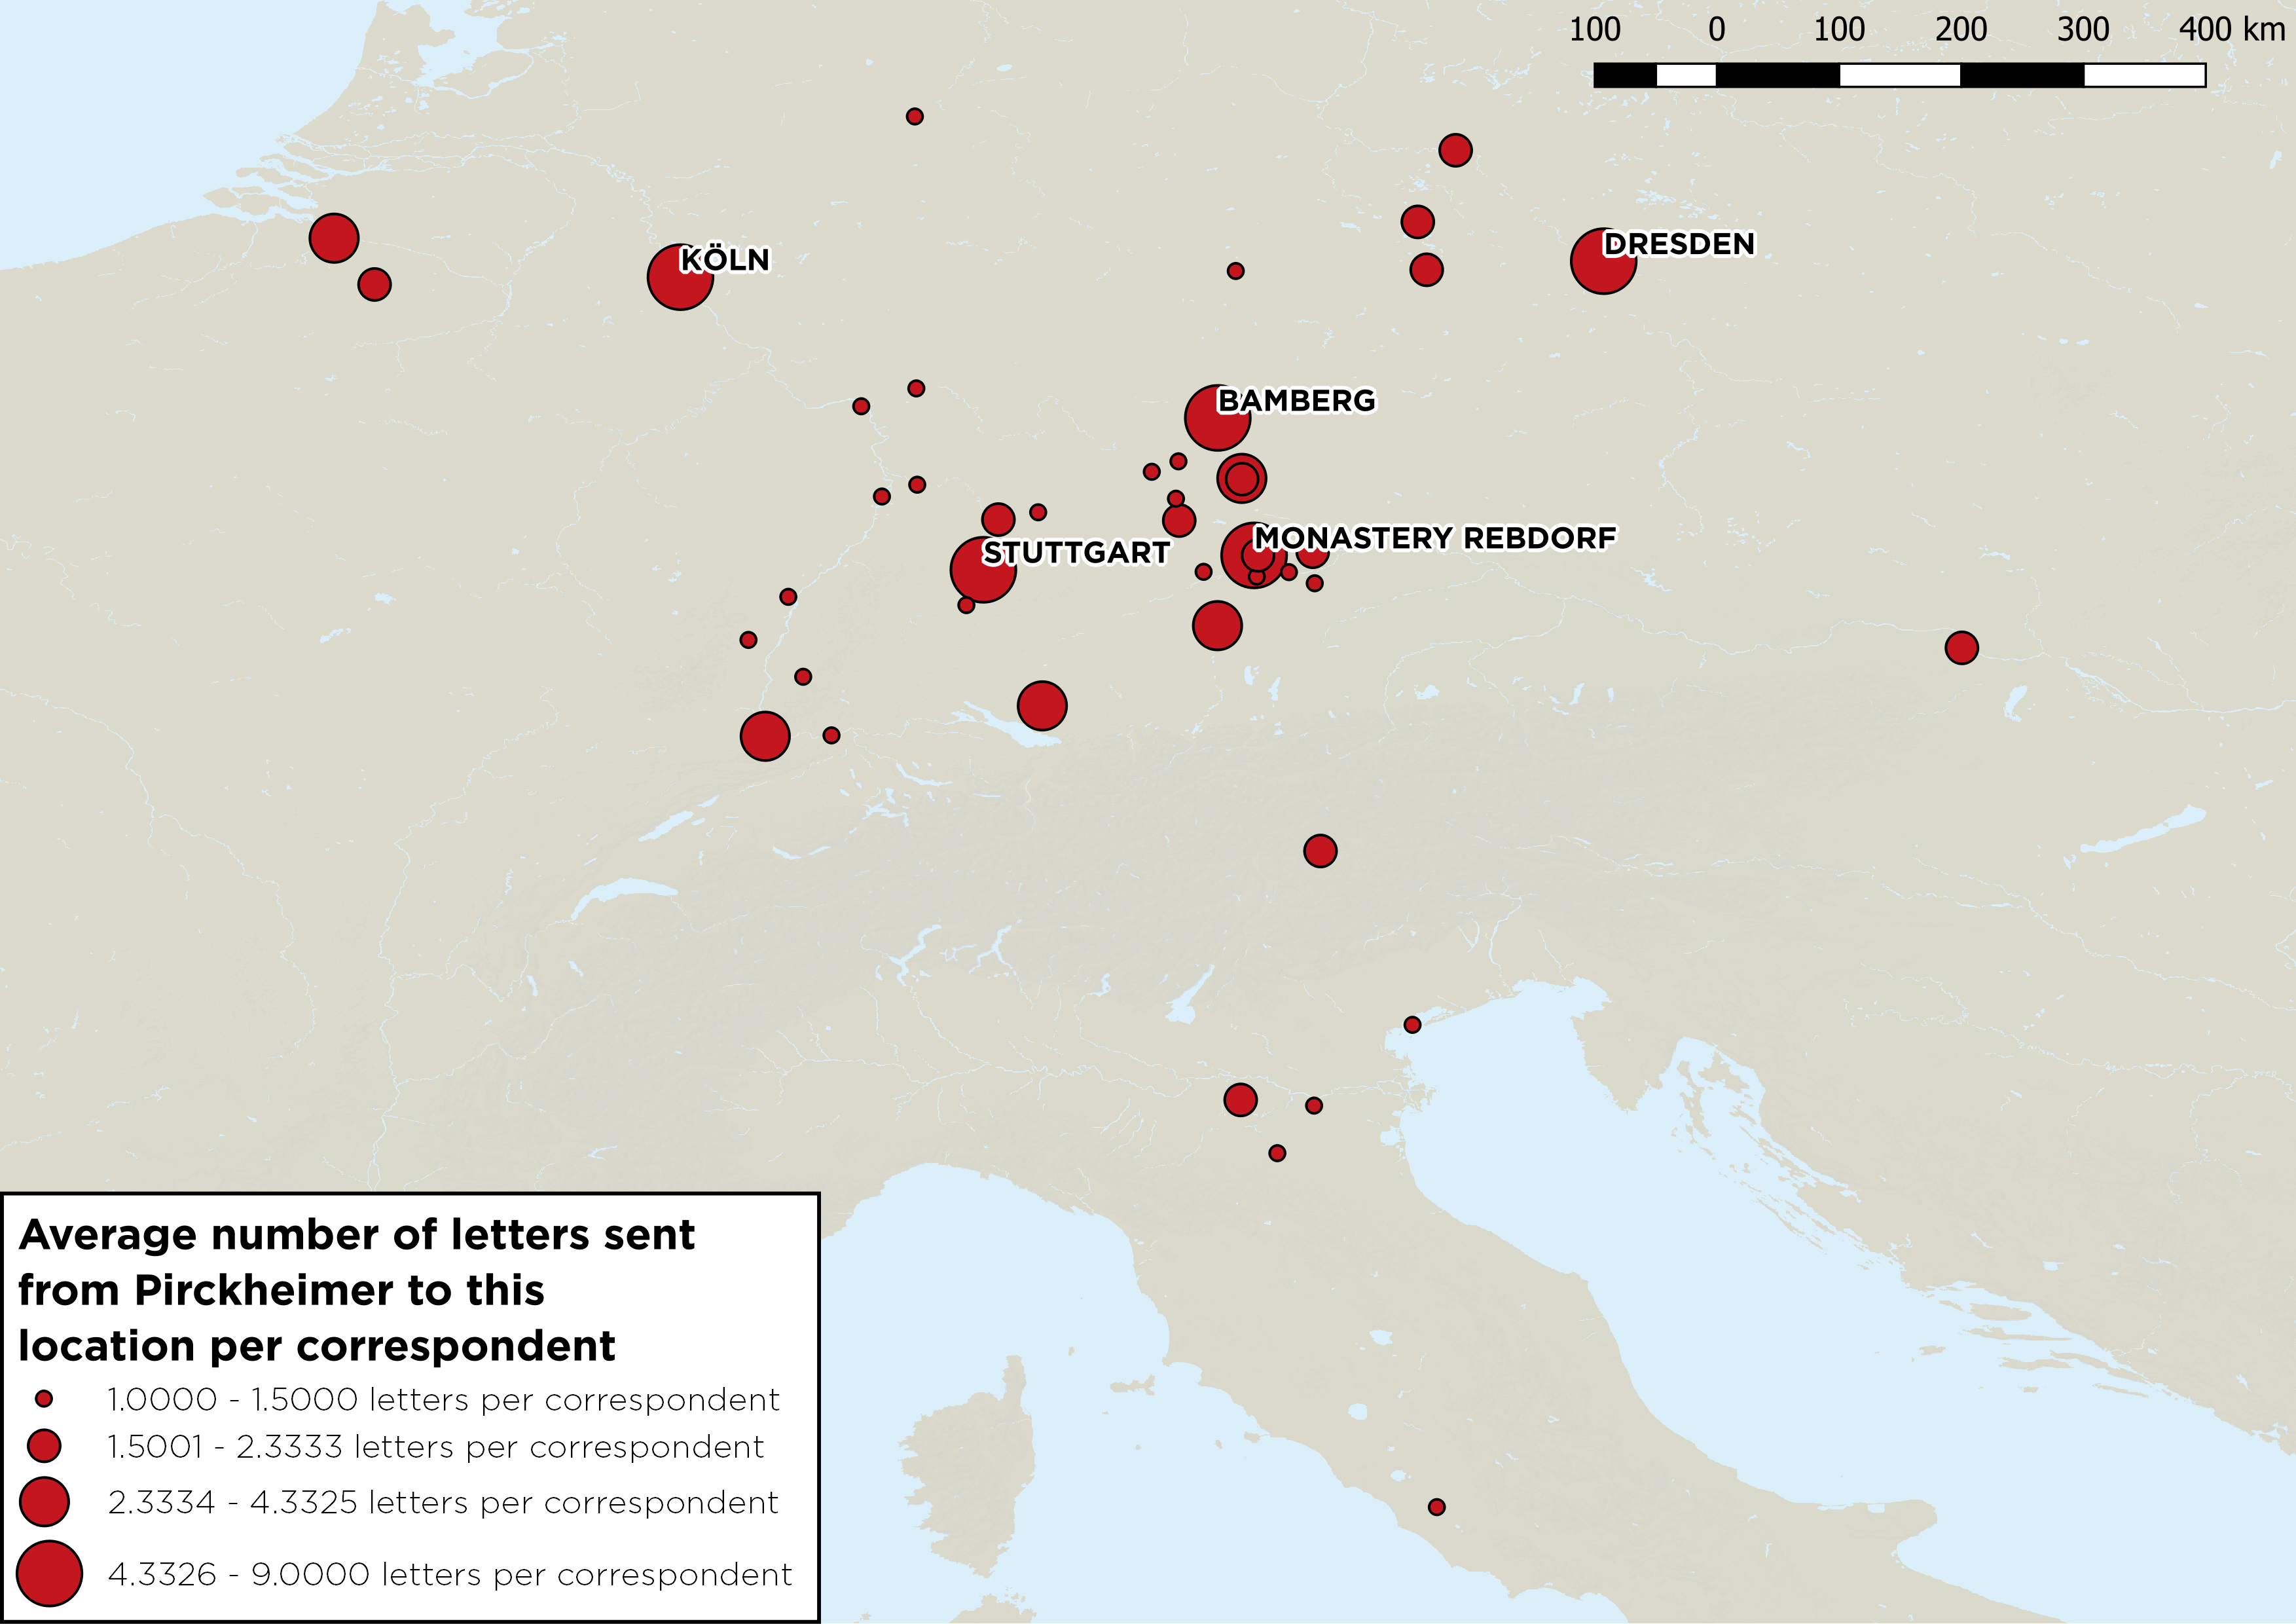 100 0 100 200 300 400 km
DRESDEN
KÖLN
BAMBERG
MONASTERY REBDORF
STUTTGART
Average number of letters sent
from Pirckheimer to this
location per correspondent
1.0000 - 1.5000 letters per correspondent
1.5001 - 2.3333 letters per correspondent
2.3334 - 4.3325 letters per correspondent
4.3326 - 9.0000 letters per correspondent